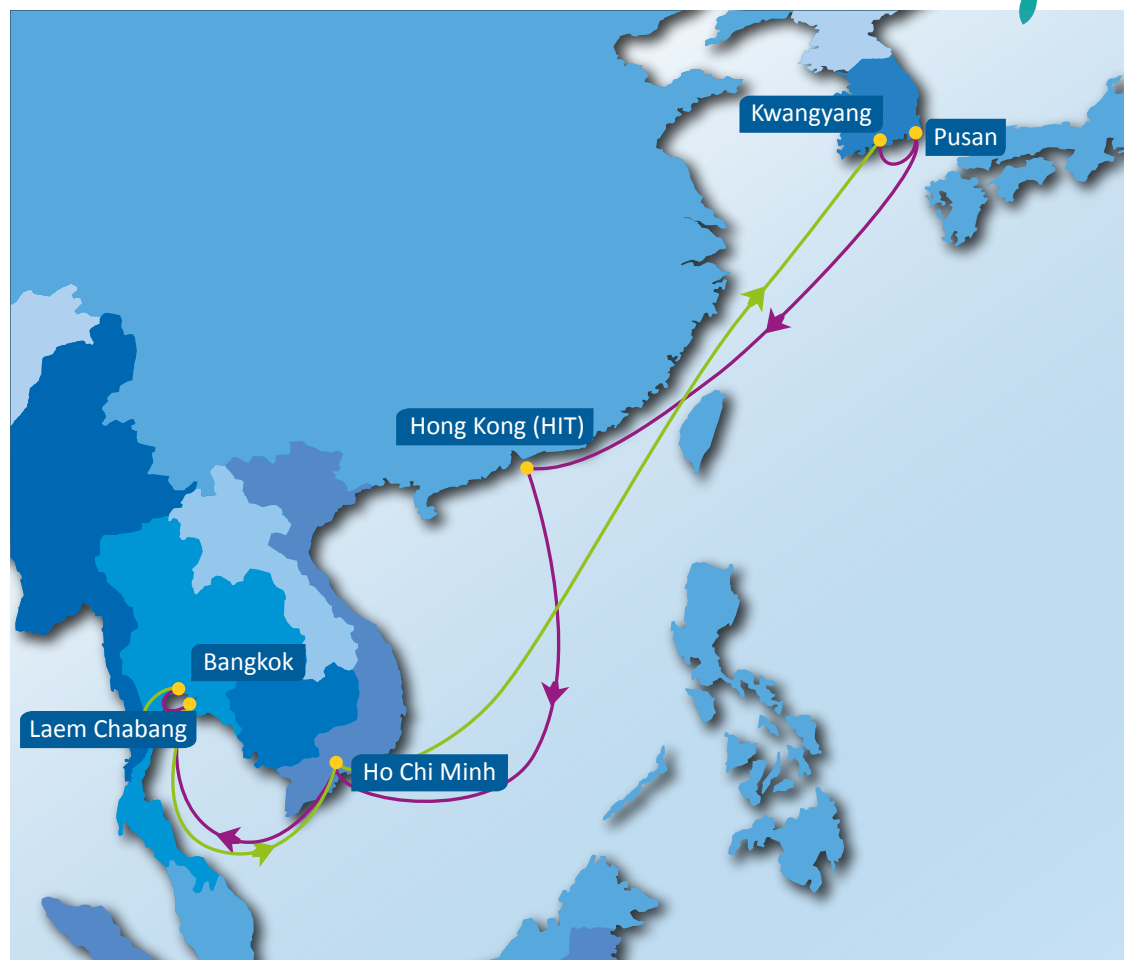 Kwangyang
Pusan
Hong Kong (HIT)
Bangkok
Laem Chabang
Ho Chi Minh